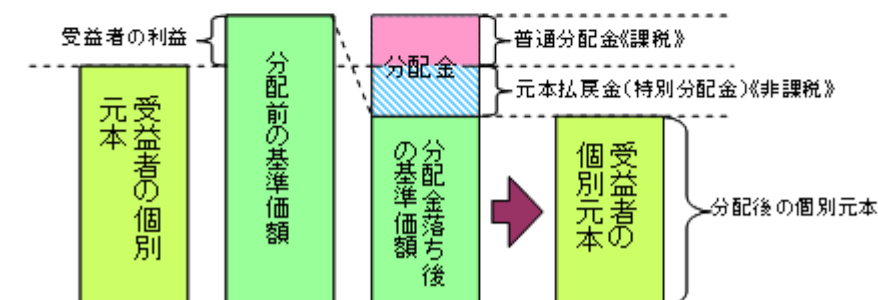 受益者の利益
普通分配金《課税》
分配金
元本払戻金(特別分配金)《非課税》
受益者の個別
元本
分配前の基準価額
分配金落ち後
の基準価額
受益者の
個別元本
分配後の個別元本